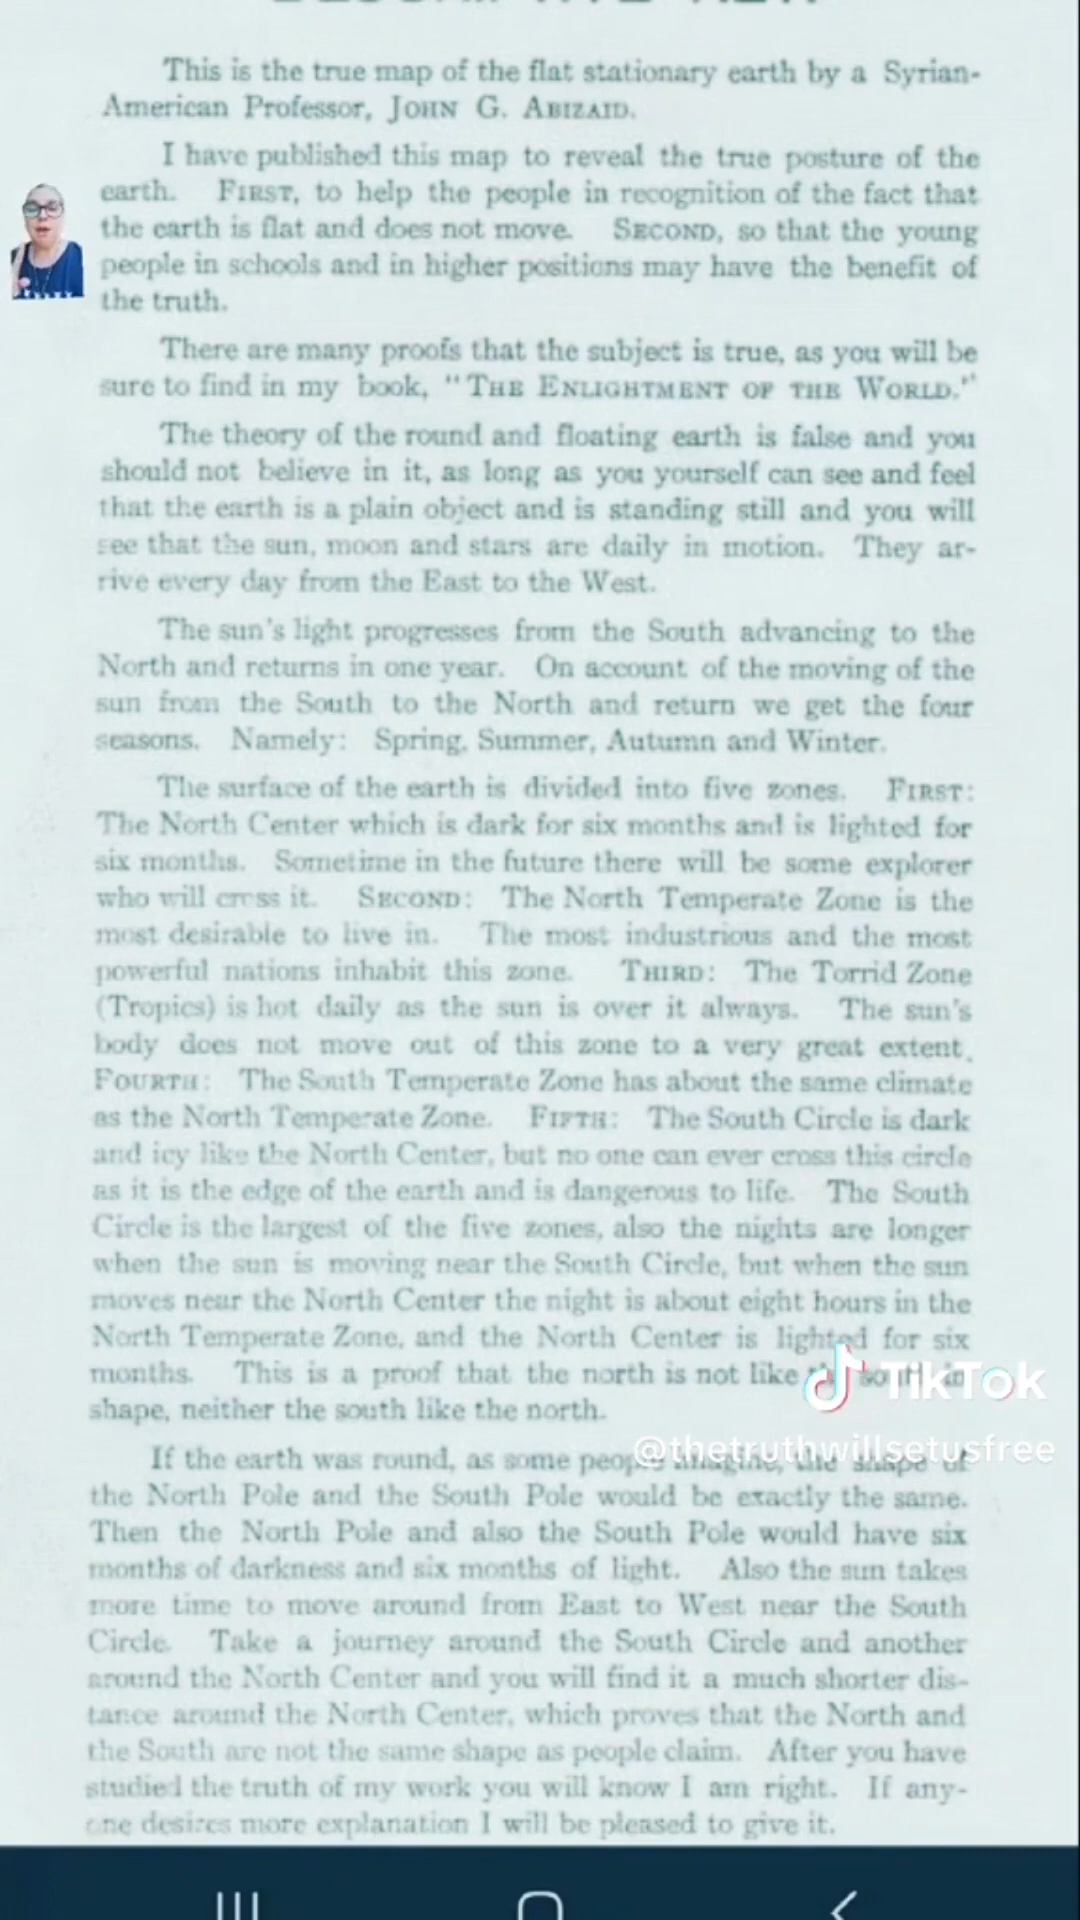 This is the true map of the flat stationary earth by a Syrian-
American Professor, JOHN G. ABIZAID.
I have published this map to reveal the true posture of the
earth. FIRST, to help the people in recognition of the fact that
the earth is flat and does not move. SECOND, so that the young
people in schools and in higher positions may have the benefit of
the truth.
There are many proofs that the subject is true, as you will be
sure to find in my book, "THE ENLIGHTMENT OF THE WORLD."
The theory of the round and floating earth is false and you
should not believe in it, as long as you yourself can see and feel
that the earth is a plain object and is standing still and you will
see that the sun, moon and stars are daily in motion. They ar-
rive every day from the East to the West.
The sun's light progresses from the South advancing to the
North and returns in one year. On account of the moving of the
sun from the South to the North and return we get the four
seasons. Namely: Spring, Summer, Autumn and Winter.
The surface of the earth is divided into five zones. FIRST:
The North Center which is dark for six months and is lighted for
six months. Sometime in the future there will be some explorer
who will cross it. SECOND: The North Temperate Zone is the
most desirable to live in. The most industrious and the most
powerful nations inhabit this zone. THIRD: The Torrid Zone
(Tropics) is hot daily as the sun is over it always. The sun's
body does not move out of this zone to a very great extent.
FOURTH: The South Temperate Zone has about the same climate
as the North Temperate Zone. FIFTH: The South Circle is dark
and icy like the North Center, but no one can ever cross this circle
as it is the edge of the earth and is dangerous to life. The South
Circle is the largest of the five zones, also the nights are longer
when the sun is moving near the South Circle, but when the sun
moves near the North Center the night is about eight hours in the
North Temperate Zone, and the North Center is lighted for six
months. This is a proof that the north is not like the south in
TikTok
shape, neither the south like the north.
@thetruthwillsetusfree
If the earth was round, as some people imagine, the shape of
the North Pole and the South Pole would be exactly the same.
Then the North Pole and also the South Pole would have six
months of darkness and six months of light. Also the sun takes
more time to move around from East to West near the South
Circle. Take a journey around the South Circle and another
around the North Center and you will find it a much shorter dis-
tance around the North Center, which proves that the North and
the South are not the same shape as people claim. After you have
studied the truth of my work you will know I am right. If any-
one desires more explanation I will be pleased to give it.